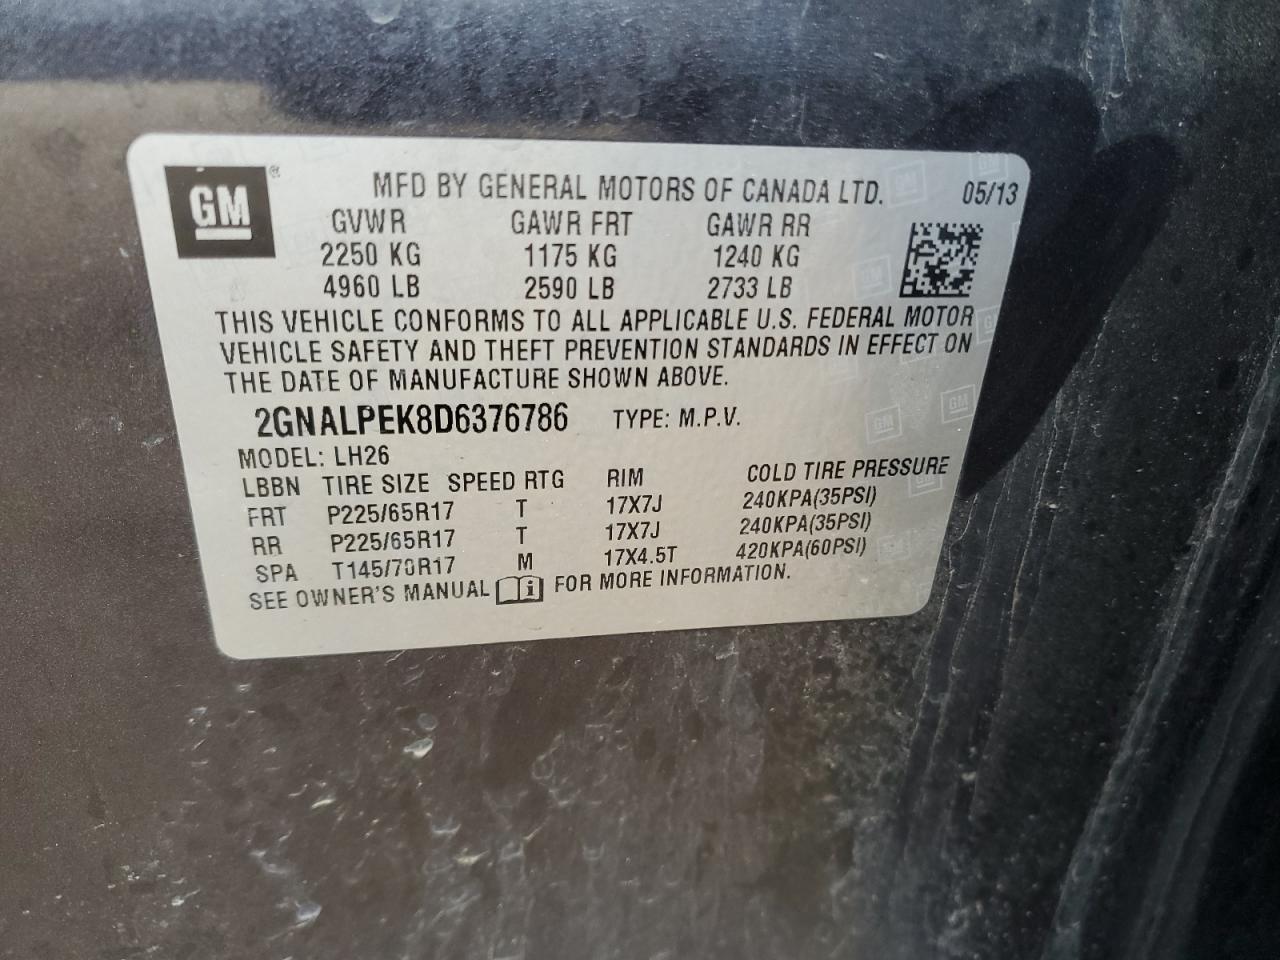 GM ® MFD BY GENERAL MOTORS OF CANADA LTD. 05/13
GVWR GAWR FRT GAWR RR
2250 KG 1175 KG 1240 KG
4960 LB 2590 LB 2733 LB
THIS VEHICLE CONFORMS TO ALL APPLICABLE U.S. FEDERAL MOTOR
VEHICLE SAFETY AND THEFT PREVENTION STANDARDS IN EFFECT ON
THE DATE OF MANUFACTURE SHOWN ABOVE.
2GNALPEK8D6376786 TYPE: M.P.V.
MODEL: LH26
LBBN TIRE SIZE SPEED RTG RIM COLD TIRE PRESSURE
FRT P225/65R17 T 17X7J 240KPA(35PSI)
RR P225/65R17 T 17X7J 240KPA(35PSI)
SPA T145/70R17 M 17X4.5T 420KPA(60PSI)
SEE OWNER'S MANUAL i FOR MORE INFORMATION.